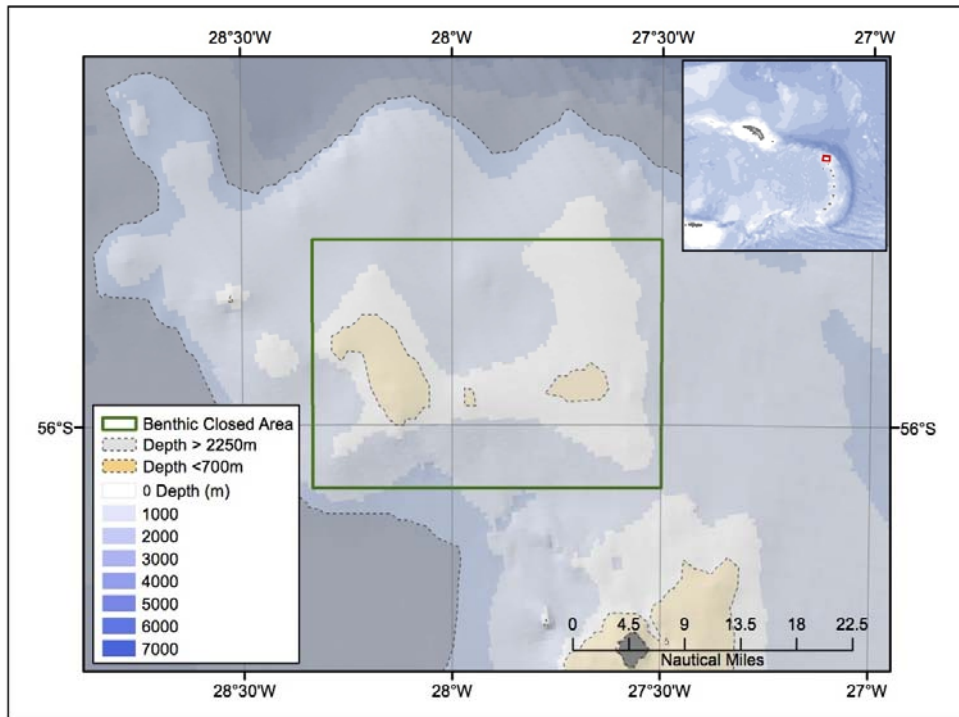 28°30'W 28°W 27°30'W 27°W
56°S 56°S
Benthic Closed Area
Depth > 2250m
Depth <700m
0 Depth (m)
1000
2000
3000
4000
5000
6000
7000
0 4.5 9 13.5 18 22.5
Nautical Miles
28°30'W 28°W 27°30'W 27°W